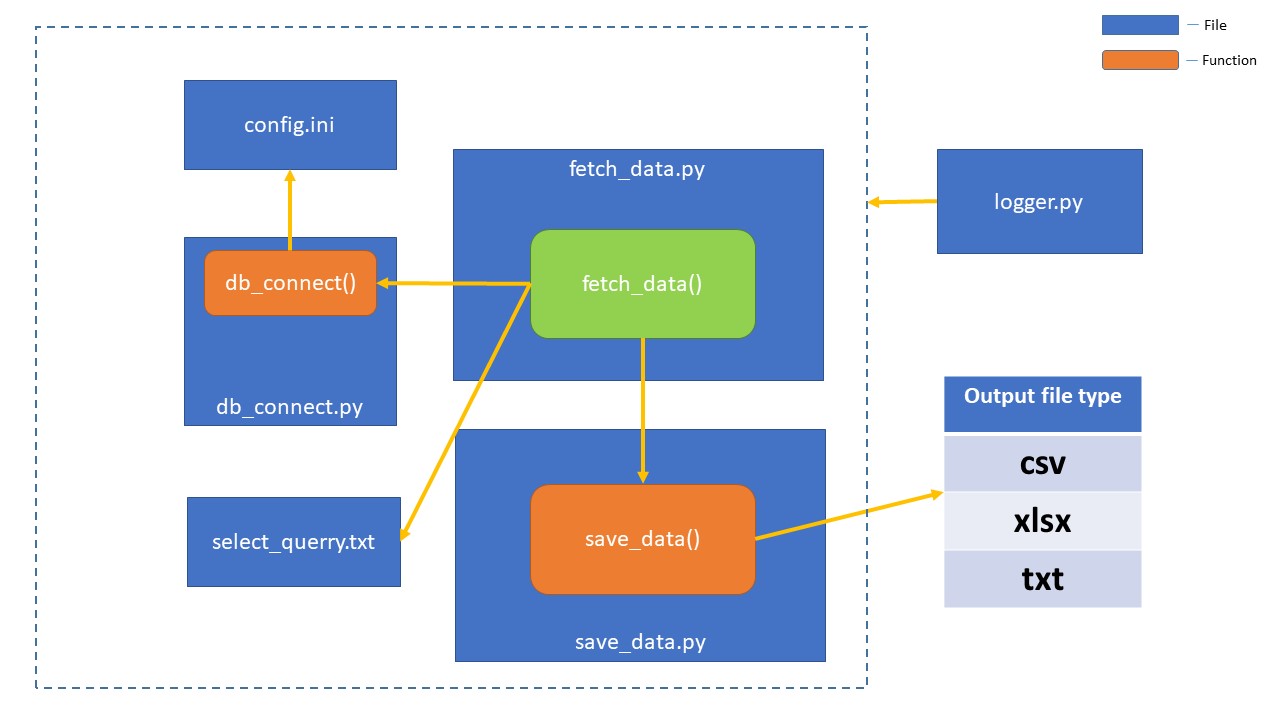 File
Function
config.ini
fetch_data.py
logger.py
db_connect()
fetch_data()
db_connect.py
Output file type
csv
xlsx
txt
select_querry.txt
save_data()
save_data.py